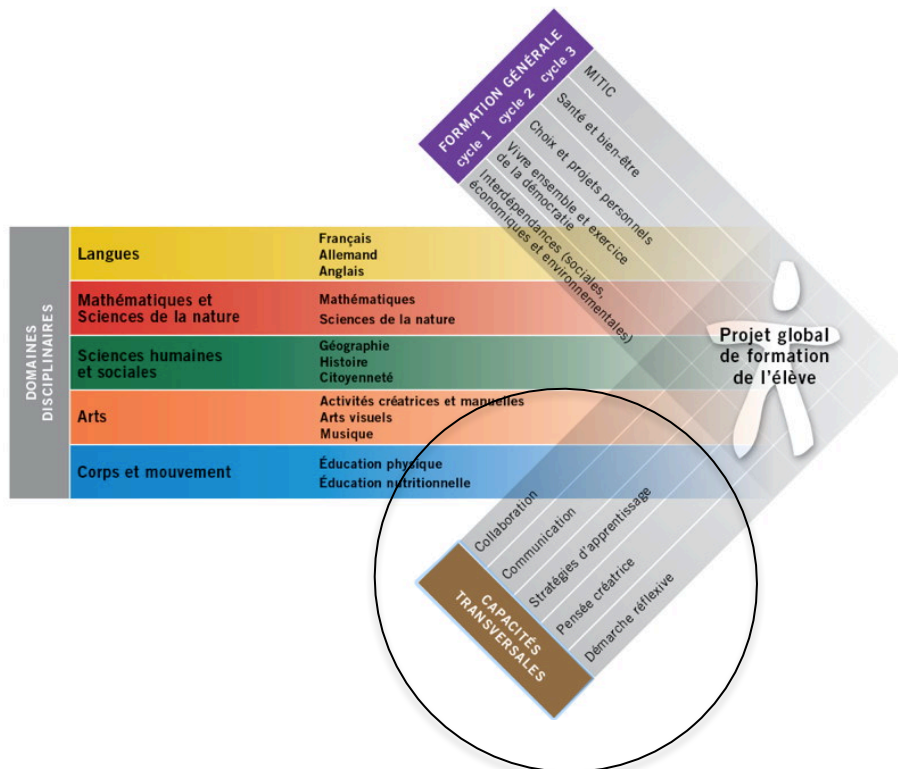 FORMATION GÉNÉRALE
cycle 1 cycle 2 cycle 3
MITIC
Santé et bien-être
Choix et projets personnels
Vivre ensemble et exercice
de la démocratie
Interdépendances (sociales,
économiques et environnementales)
DOMAINES
DISCIPLINAIRES
Langues
Français
Allemand
Anglais
Mathématiques et
Sciences de la nature
Mathématiques
Sciences de la nature
Sciences humaines
et sociales
Géographie
Histoire
Citoyenneté
Arts
Activités créatrices et manuelles
Arts visuels
Musique
Corps et mouvement
Éducation physique
Éducation nutritionnelle
Projet global
de formation
de l'élève
Collaboration
Communication
Stratégies d'apprentissage
Pensée créatrice
Démarche réflexive
CAPACITÉS
TRANSVERSALES